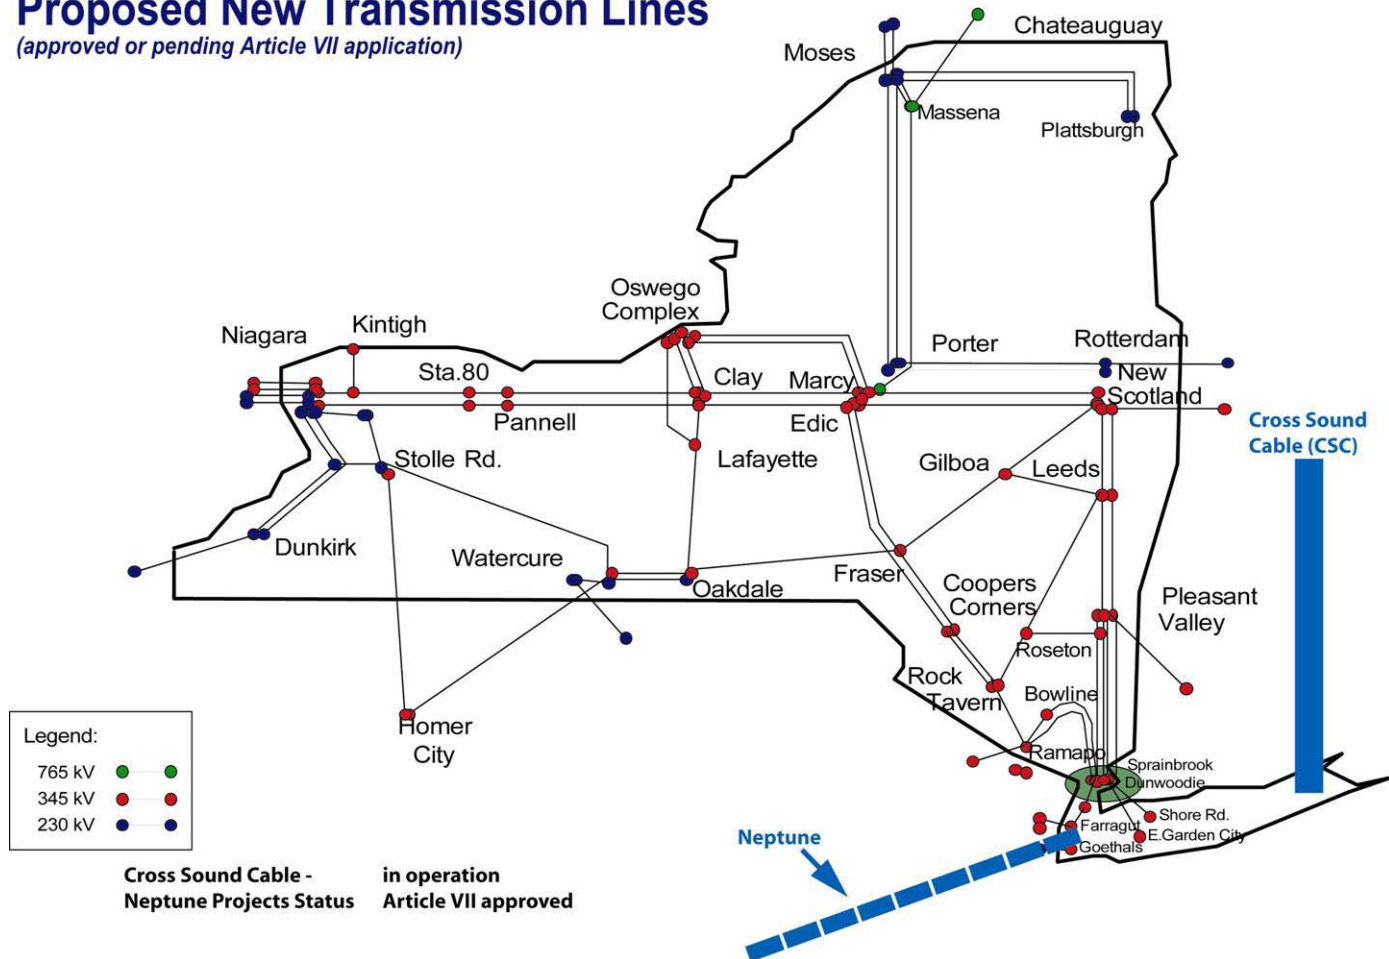 Proposed New Transmission Lines
(approved or pending Article VII application)
Chateauguay
Moses
Massena
Plattsburgh
Oswego
Complex
Niagara
Kintigh
Sta.80
Pannell
Clay
Marcy
Edic
Porter
Rotterdam
New
Scotland
Cross Sound
Cable (CSC)
Stolle Rd.
Lafayette
Gilboa
Leeds
Dunkirk
Watercure
Oakdale
Fraser
Coopers
Corners
Pleasant
Valley
Roseton
Rock
Tavern
Bowline
Homer
City
Ramapo
Sprainbrook
Dunwoodie
Shore Rd.
Farragut
E.Garden City
Goethals
Neptune
Legend:
765 kV
345 kV
230 kV
Cross Sound Cable - in operation
Neptune Projects Status Article VII approved